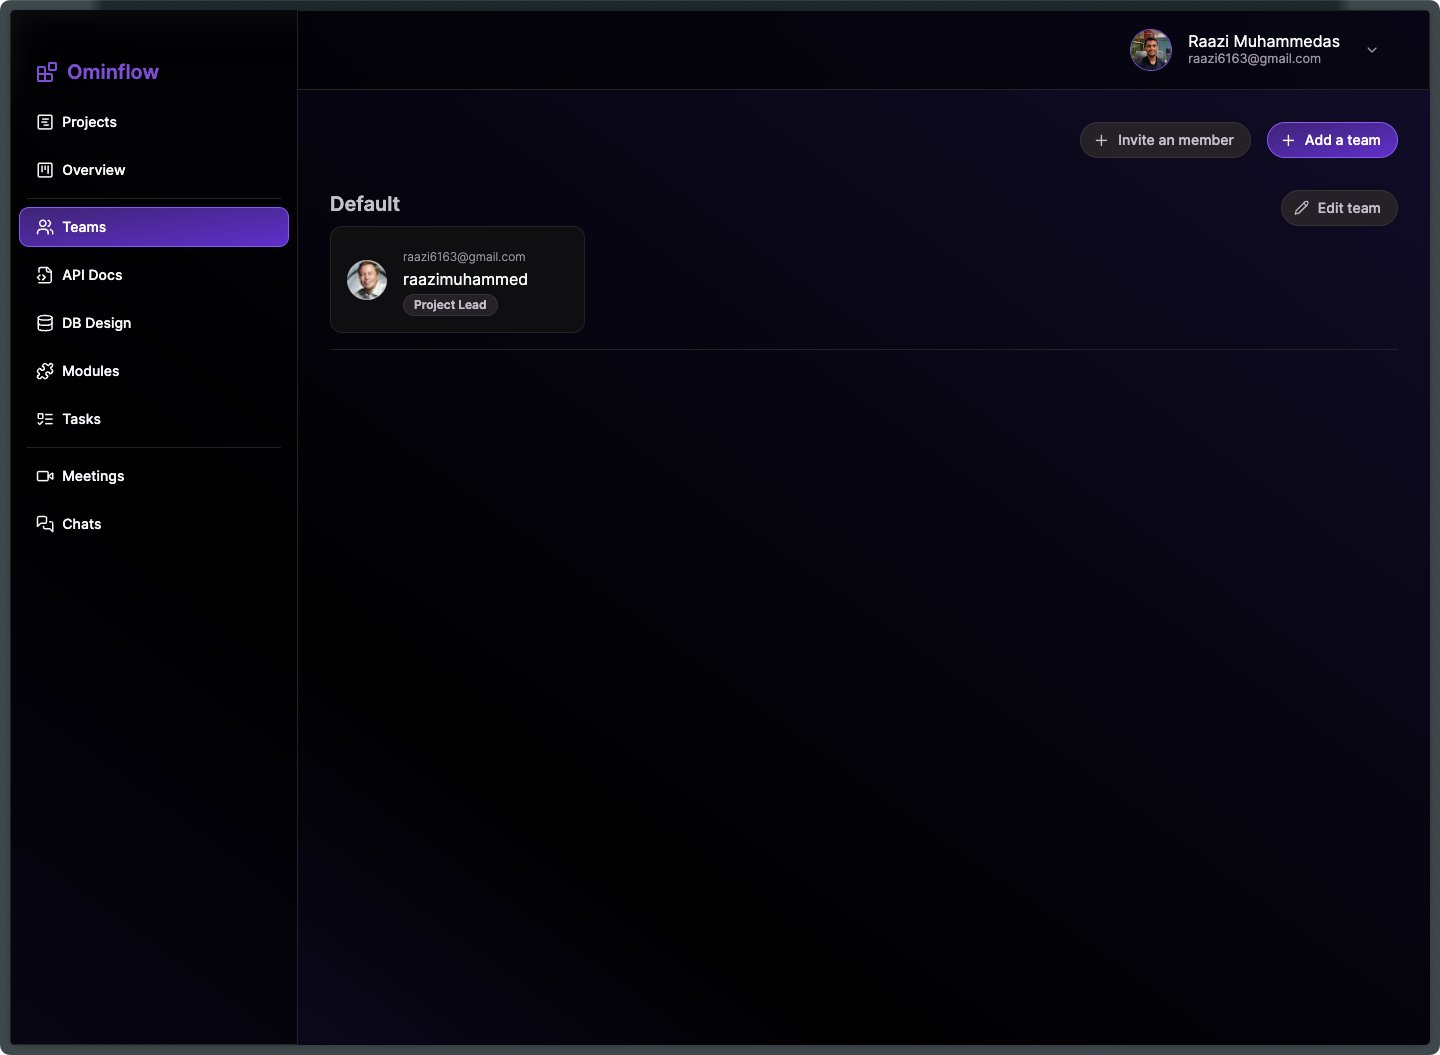 Ominflow
Projects
Overview
Teams
API Docs
DB Design
Modules
Tasks
Meetings
Chats
Raazi Muhammedas
raazi6163@gmail.com
Invite an member
Add a team
Default
Edit team
raazi6163@gmail.com
raazimuhammed
Project Lead